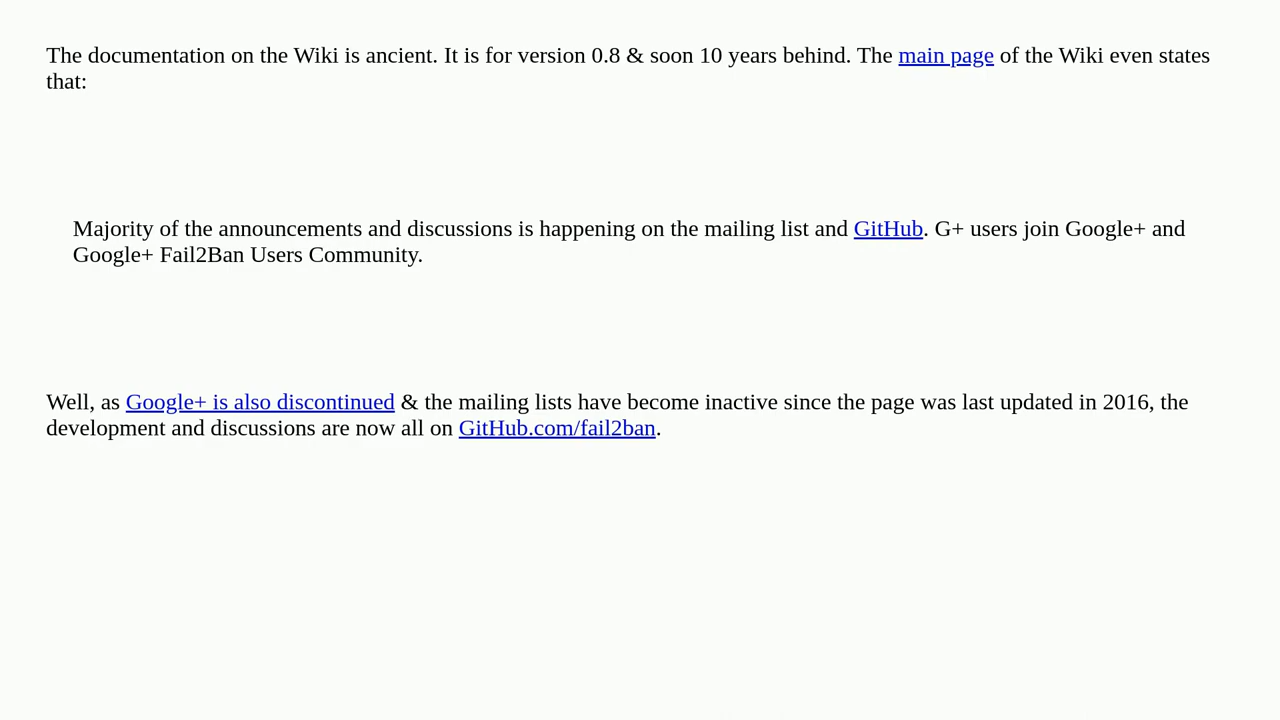 The documentation on the Wiki is ancient. It is for version 0.8 & soon 10 years behind. The main page of the Wiki even states
that:
Majority of the announcements and discussions is happening on the mailing list and GitHub. G+ users join Google+ and
Google+ Fail2Ban Users Community.
Well, as Google+ is also discontinued & the mailing lists have become inactive since the page was last updated in 2016, the
development and discussions are now all on GitHub.com/fail2ban.